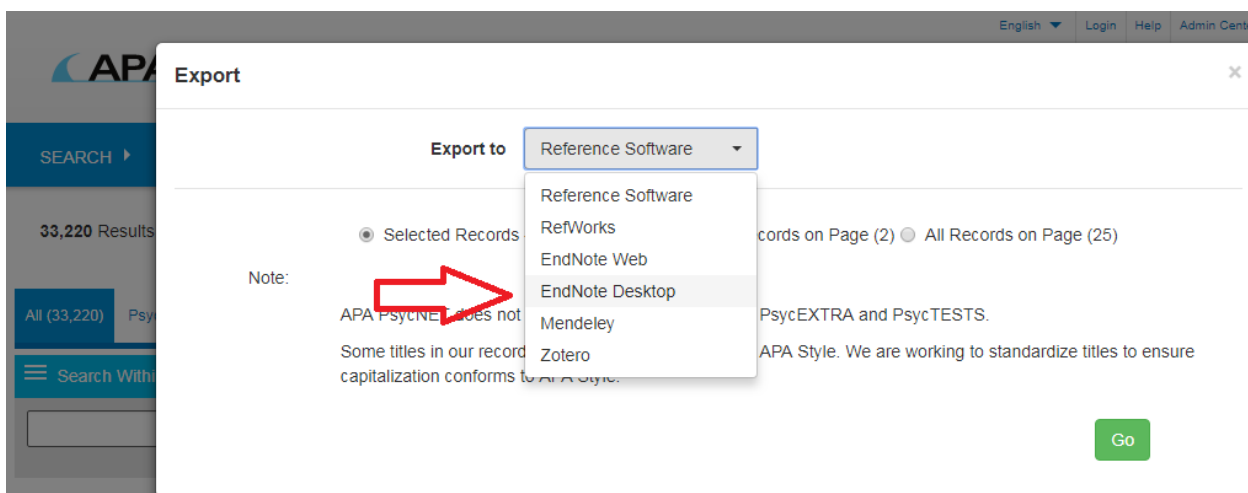 English Login Help Admin Cent
APA
Export
×
Export to Reference Software
SEARCH
Reference Software
RefWorks
EndNote Web
EndNote Desktop
Mendeley
Zotero
33,220 Results
Selected Records cords on Page (2) All Records on Page (25)
Note:
All (33,220) Psy
APA PsycNET does not PsycEXTRA and PsycTESTS.
Some titles in our record APA Style. We are working to standardize titles to ensure
capitalization conforms to APA Style.
Search Withi
Go